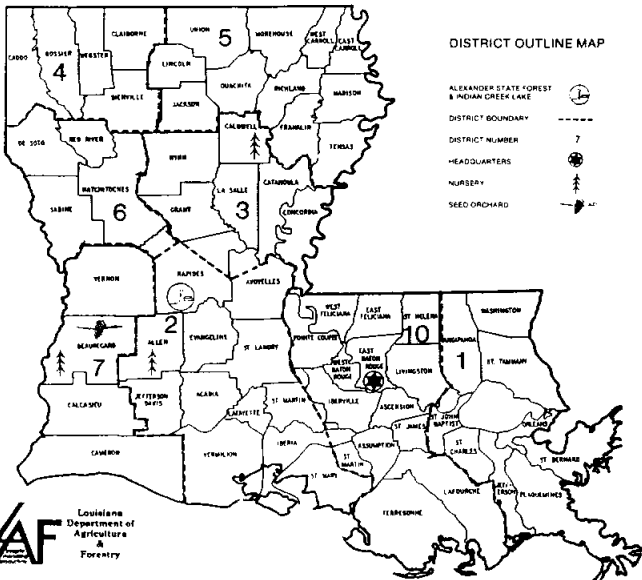 DISTRICT OUTLINE MAP
ALEXANDER STATE FOREST
& INDIAN CREEK LAKE
DISTRICT BOUNDARY
DISTRICT NUMBER 7
HEADQUARTERS
NURSERY
SEED ORCHARD
CADDO
BOSSIER
4
WEBSTER
CLAIBORNE
BIENVILLE
UNION
5
LINCOLN
JACKSON
OUACHITA
MOREHOUSE
WEST
CARROLL
EAST
CARROLL
RICHLAND
MADISON
CALDWELL
FRANKLIN
TENSAS
DE SOTO
RED RIVER
NATCHITOCHES
6
SABINE
WINN
GRANT
LA SALLE
3
CATAHOULA
CONCORDIA
VERNON
RAPIDES
2
AVOYELLES
BEAUREGARD
7
ALLEN
EVANGELINE
ST LANDRY
CALCASIEU
JEFFERSON
DAVIS
ACADIA
LAFAYETTE
ST MARTIN
CAMERON
VERMILION
IBERIA
ST MARY
ST
MARTIN
WEST
FELICIANA
EAST
FELICIANA
ST HELENA
10
POINTE COUPEE
WEST
BATON
ROUGE
EAST
BATON
ROUGE
LIVINGSTON
TANGIPAHOA
1
WASHINGTON
ST TAMMANY
IBERVILLE
ASCENSION
ASSUMPTION
ST JAMES
ST JOHN
BAPTIST
ST
CHARLES
ORLEANS
ST BERNARD
JEFF-
ERSON
PLAQUEMINES
LAFOURCHE
TERREBONNE
Louisiana
Department of
Agriculture
&
Forestry